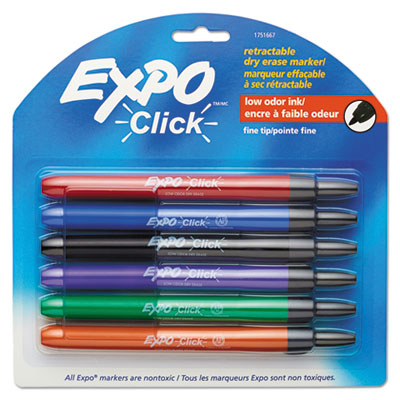 1751667
EXPO
Click
TM/MC
retractable
dry erase marker/
marqueur effaçable
à sec rétractable
low odor ink/
encre à faible odeur
fine tip/pointe fine
EXPO Click
EXPO Click
EXPO Click
EXPO Click
EXPO Click
EXPO Click
All Expo® markers are nontoxic / Tous les marqueurs Expo sont non toxiques.